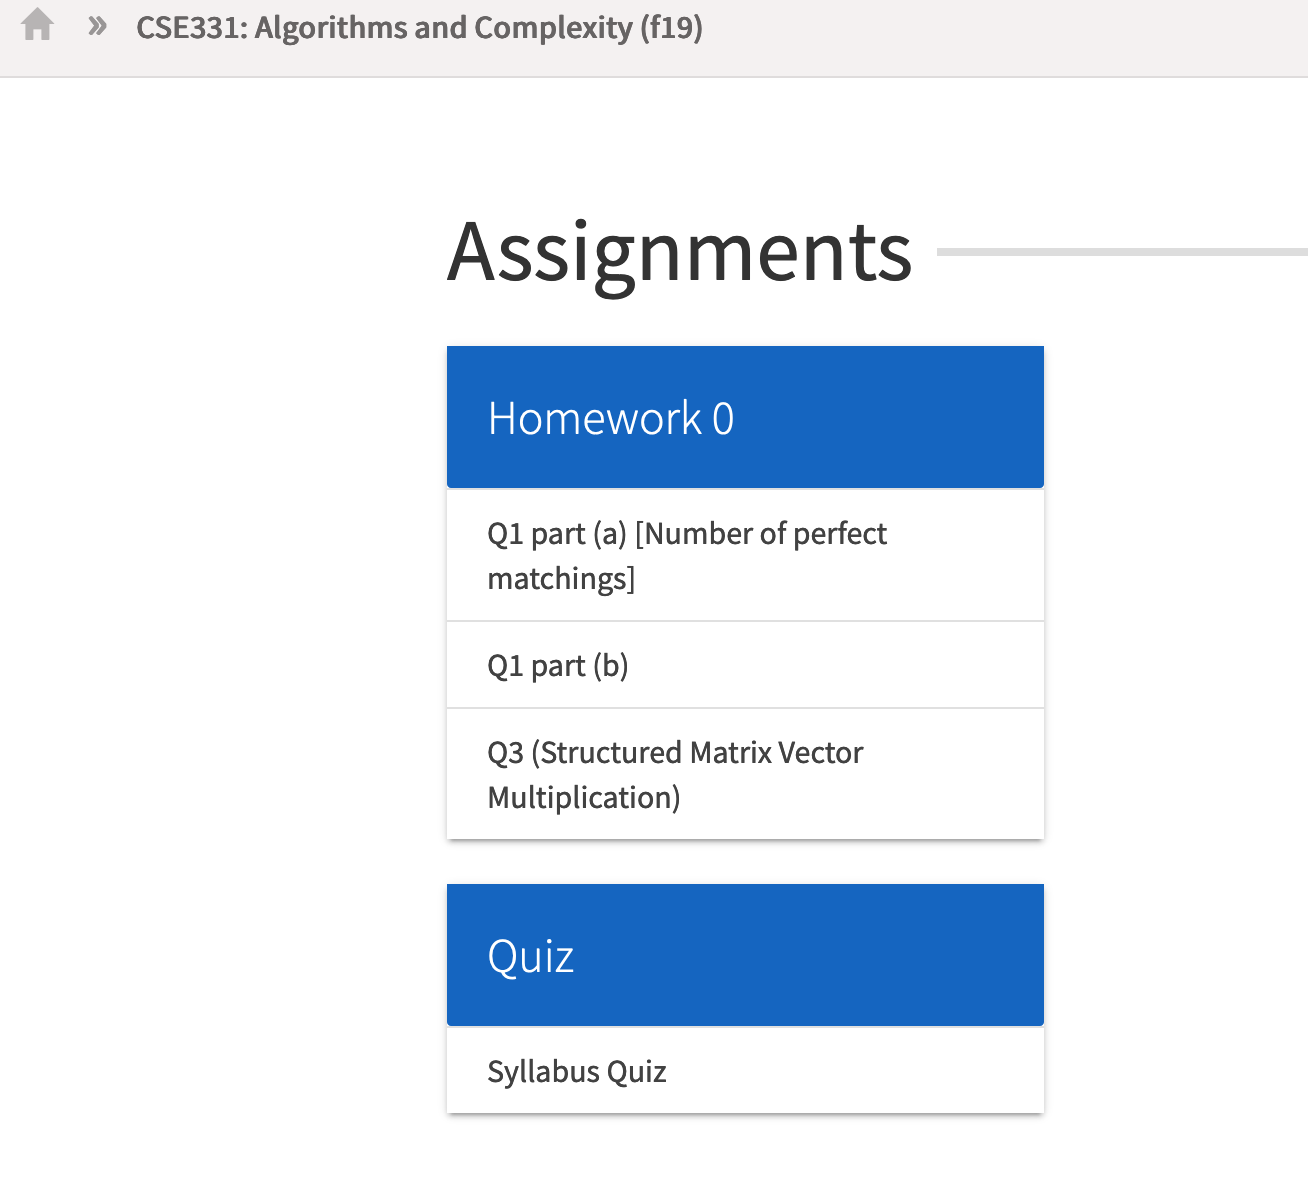 » CSE331: Algorithms and Complexity (f19)
Assignments
Homework 0
Q1 part (a) [Number of perfect
matchings]
Q1 part (b)
Q3 (Structured Matrix Vector
Multiplication)
Quiz
Syllabus Quiz